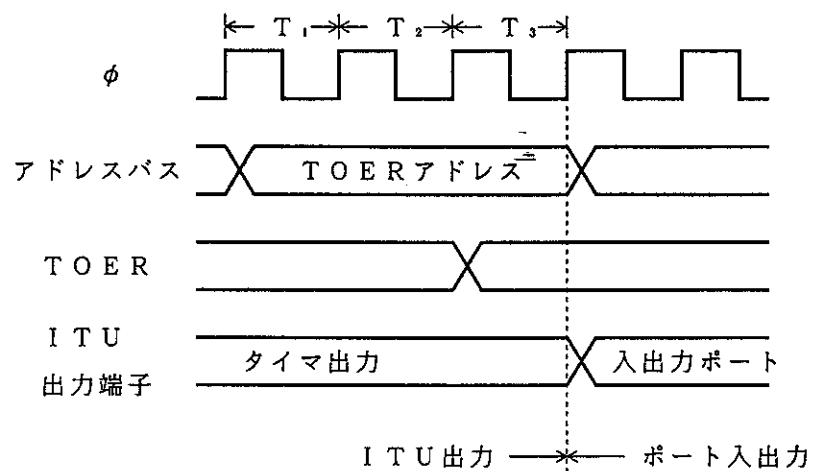 T₁ T₂ T₃
φ
アドレスバス TOERアドレス
TOER
ITU
出力端子 タイマ出力 入出力ポート
ITU出力 ポート入出力